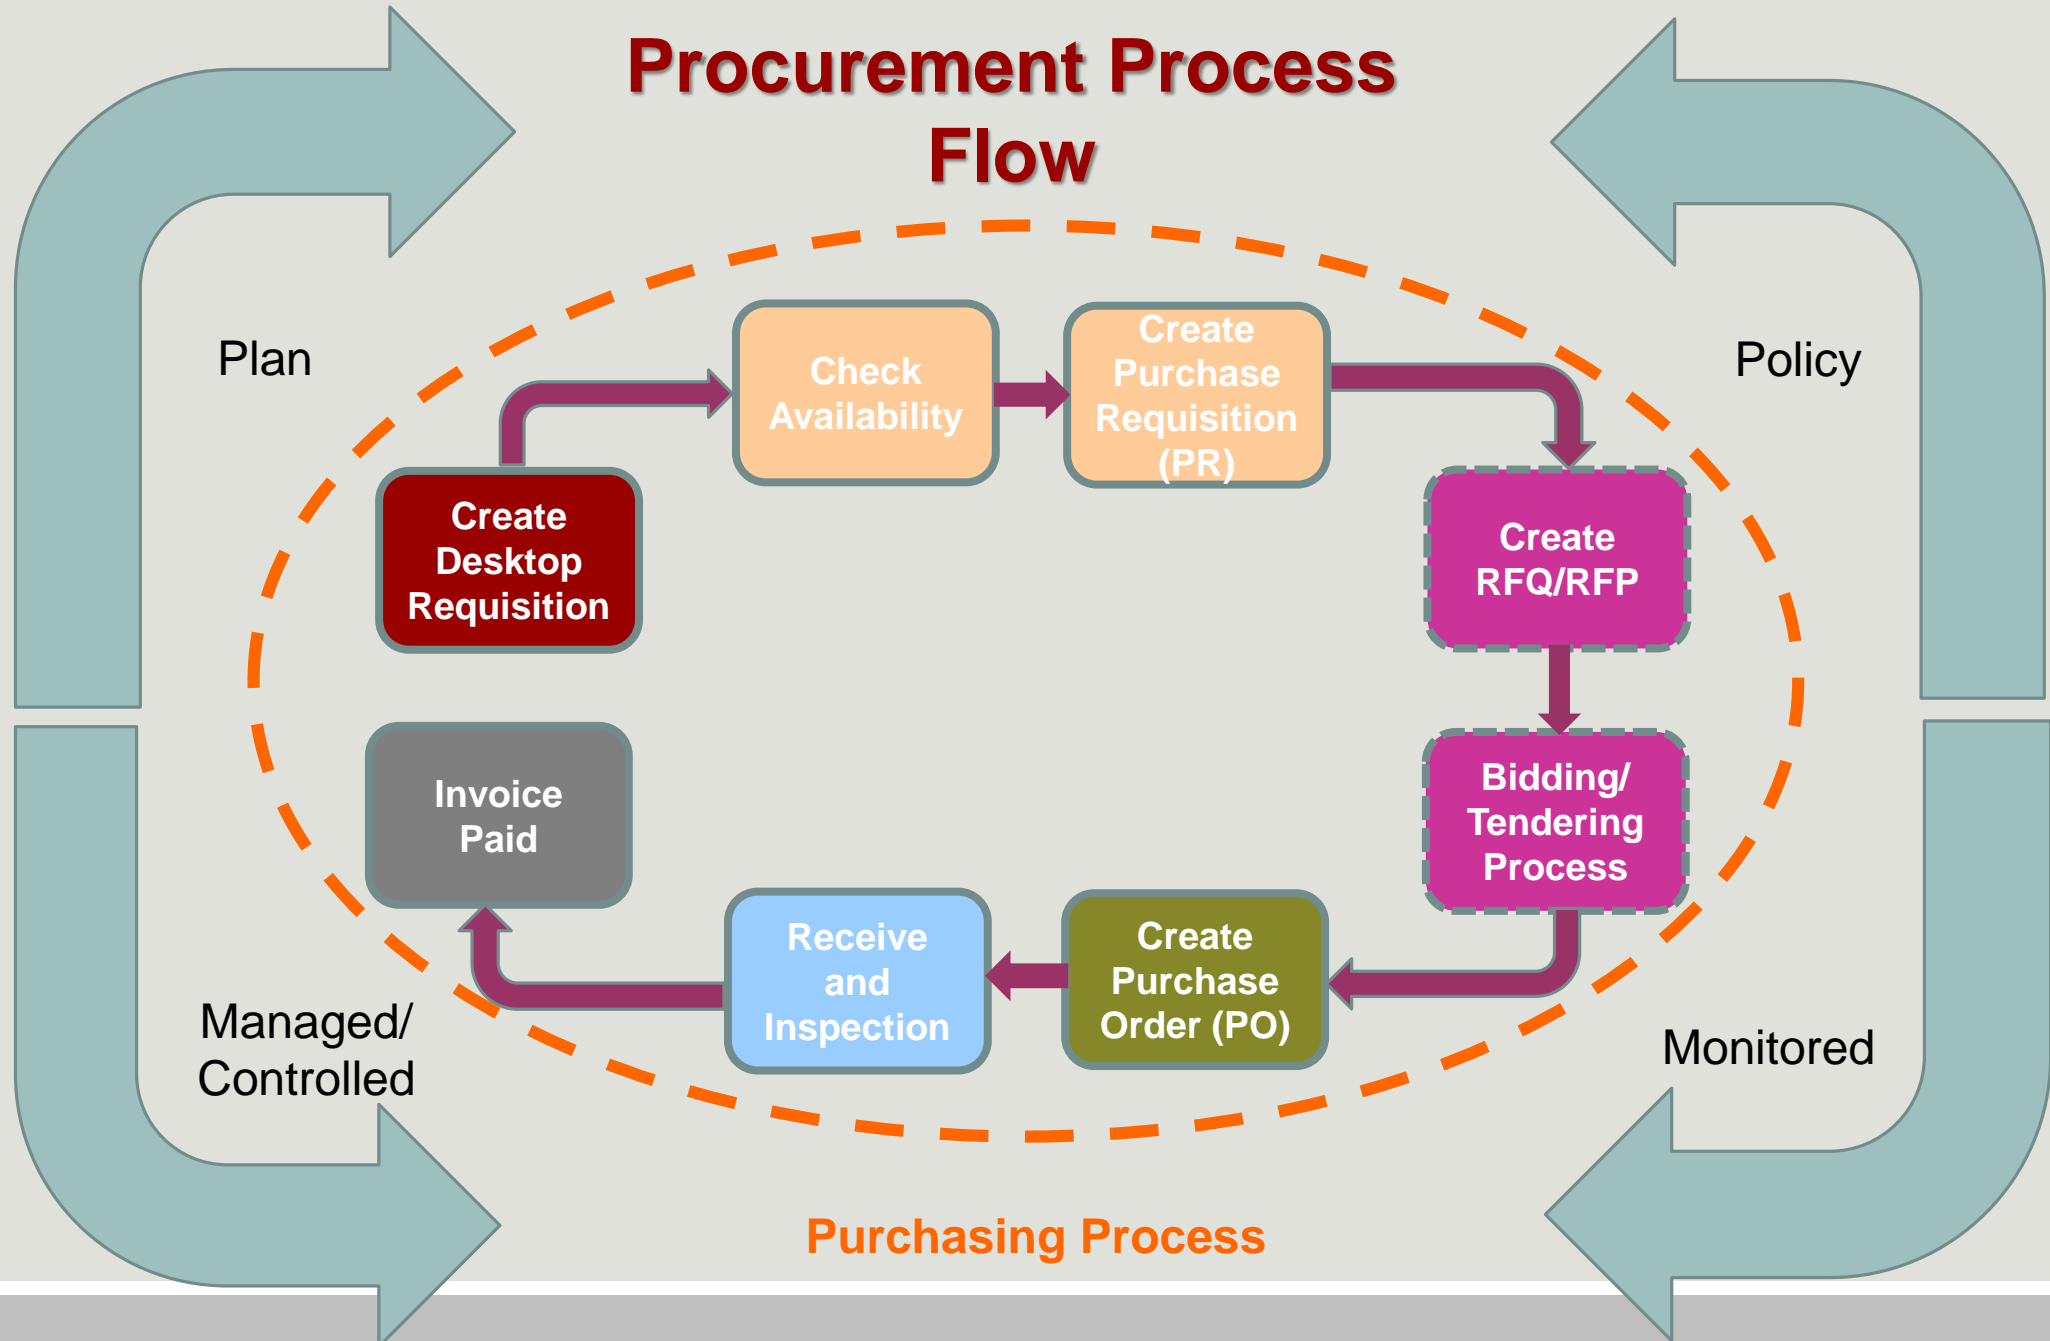 Procurement Process
Flow
Plan
Policy
Check
Availability
Create
Purchase
Requisition
(PR)
Create
Desktop
Requisition
Create
RFQ/RFP
Invoice
Paid
Bidding/
Tendering
Process
Receive
and
Inspection
Create
Purchase
Order (PO)
Managed/
Controlled
Monitored
Purchasing Process